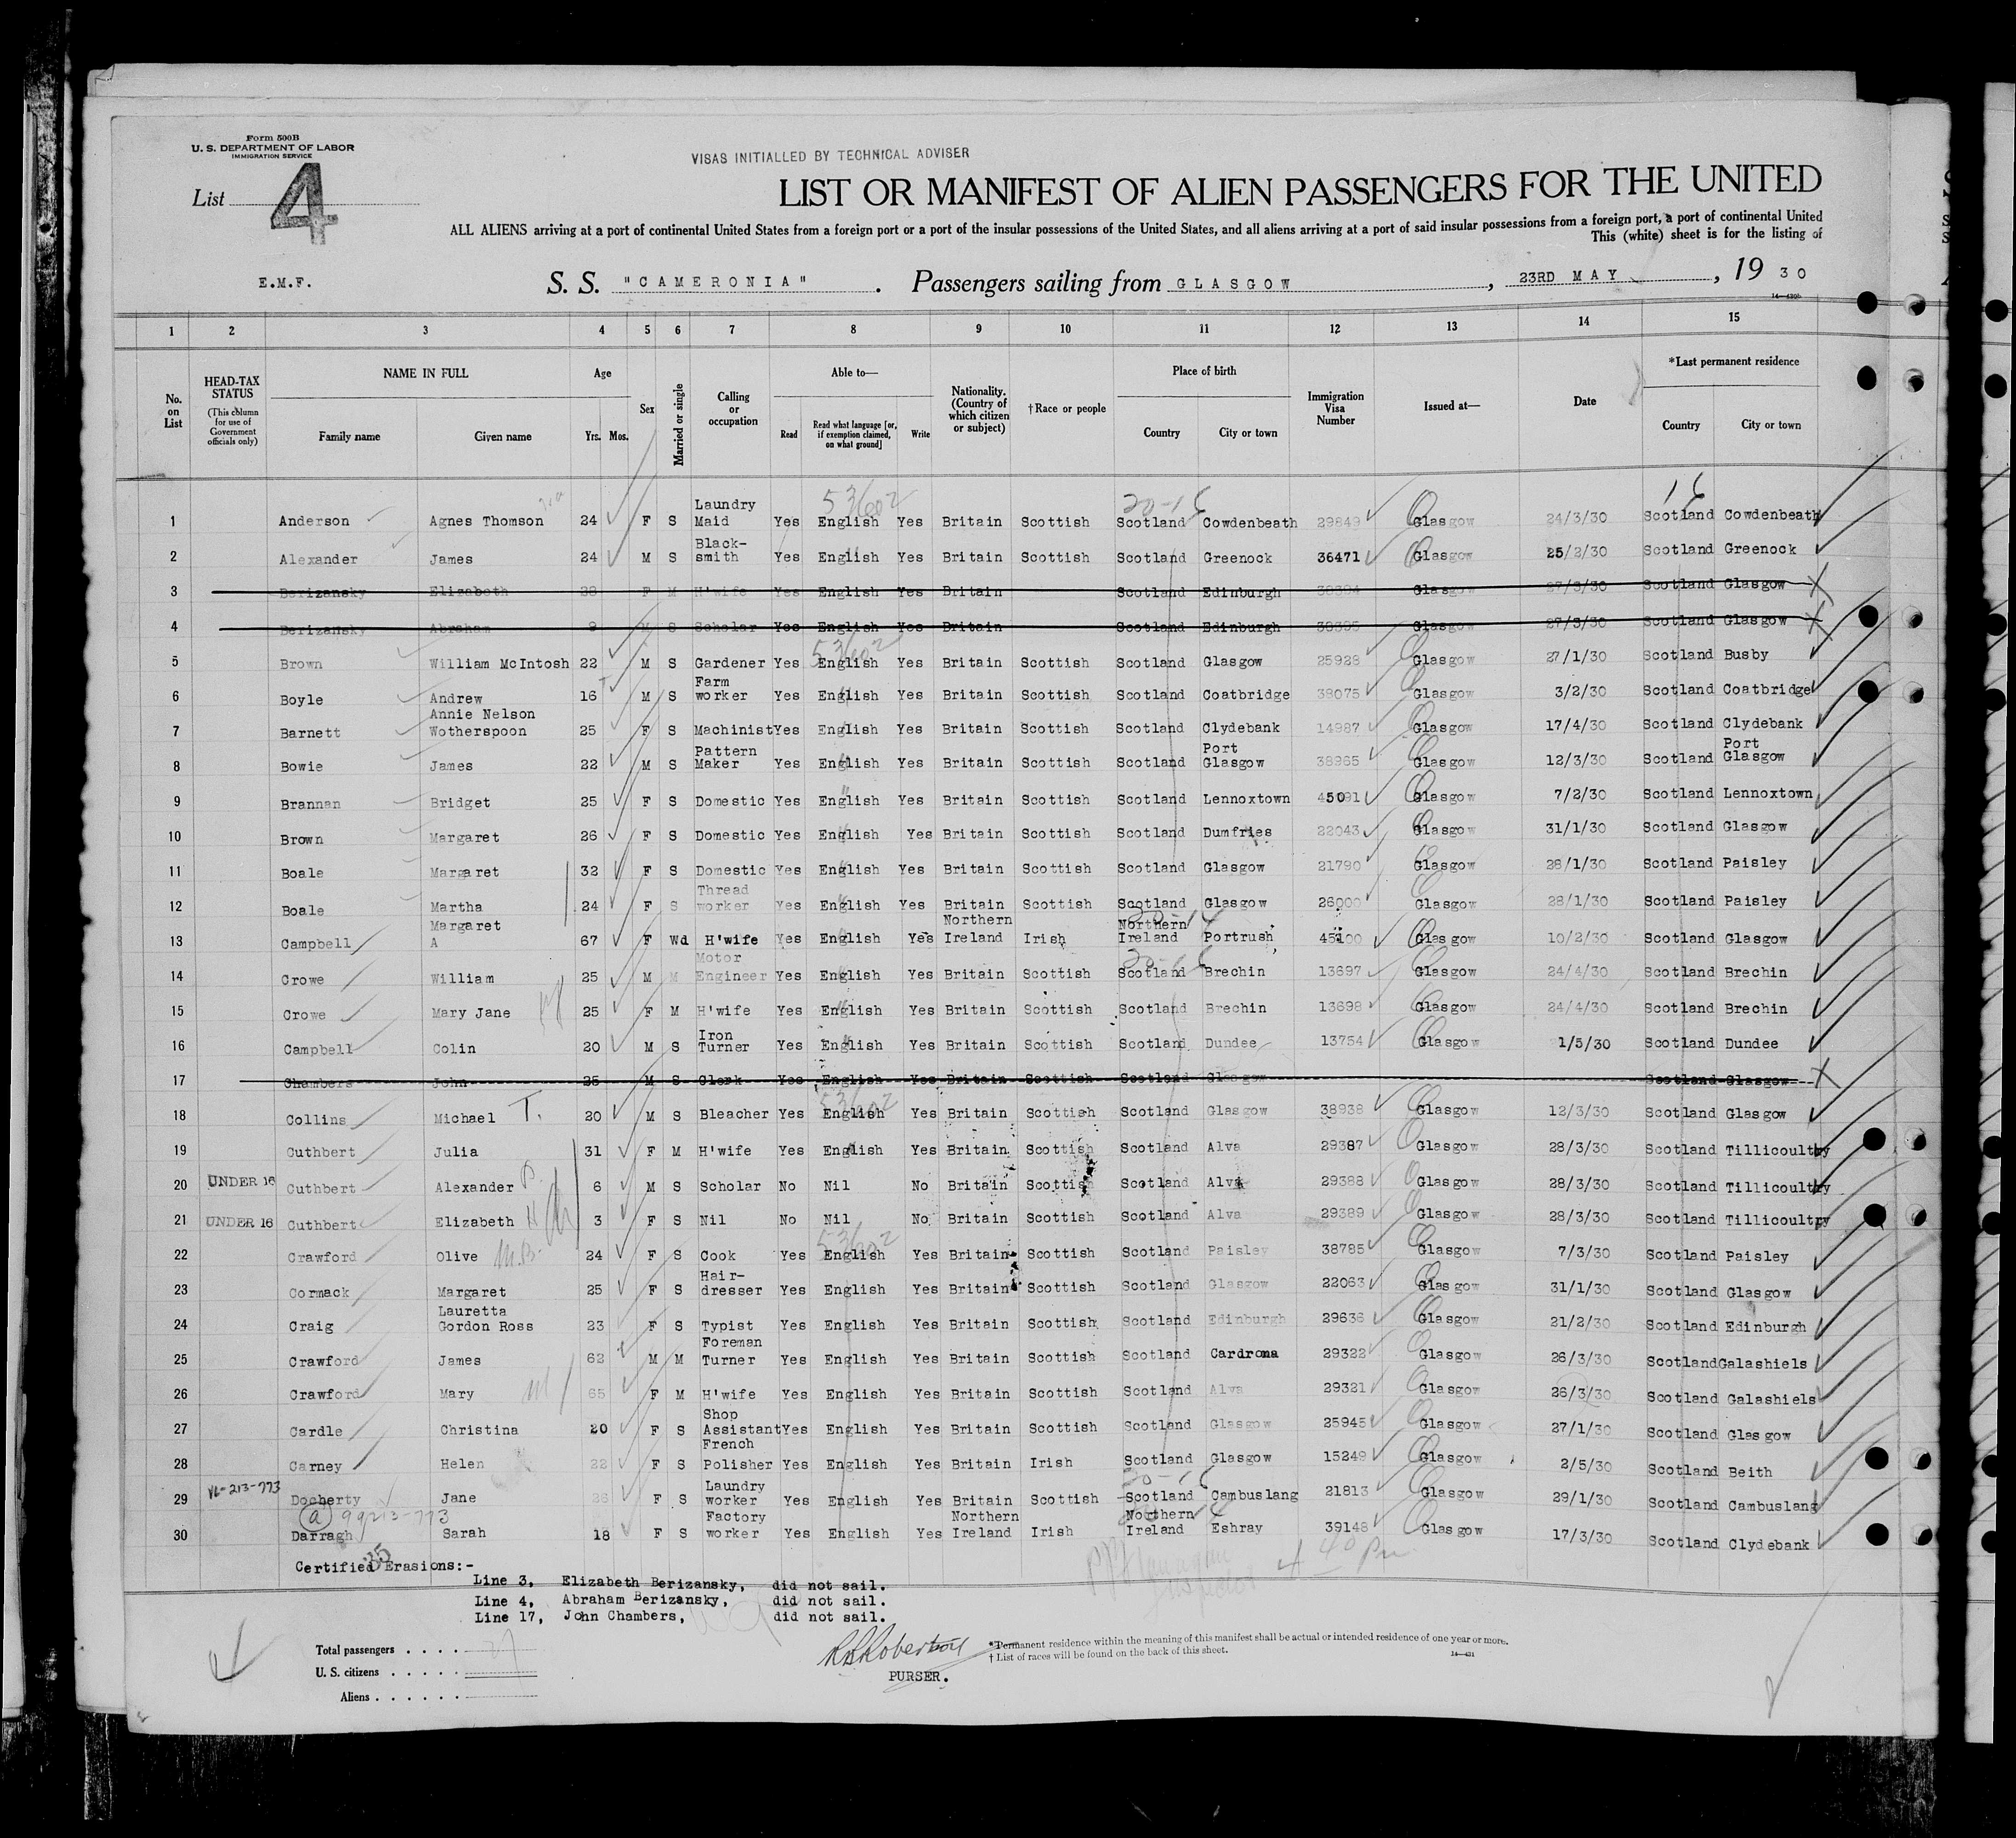 Form 500B
U. S. DEPARTMENT OF LABOR
IMMIGRATION SERVICE
VISAS INITIALLED BY TECHNICAL ADVISER
List 4
LIST OR MANIFEST OF ALIEN PASSENGERS FOR THE UNITED
ALL ALIENS arriving at a port of continental United States from a foreign port or a port of the insular possessions of the United States, and all aliens arriving at a port of said insular possessions from a foreign port, a port of continental United
This (white) sheet is for the listing of
E.M.F. S. S. "CAMERONIA". Passengers sailing from GLASGOW, 23RD MAY, 1930
1 2 3 4 5 6 7 8 9 10 11 12 13 14 15
No. on List HEAD-TAX STATUS (This column for use of Government officials only) NAME IN FULL Family name Given name Age Yrs. Mos. Sex Married or single Calling or occupation Able to— Read Read what language [or, if exemption claimed, on what ground] Write Nationality. (Country of which citizen or subject) †Race or people Place of birth Country City or town Immigration Visa Number Issued at— Date *Last permanent residence Country City or town
53602 20-16 16
1 Anderson Agnes Thomson 24 F S Laundry Maid Yes English Yes Britain Scottish Scotland Cowdenbeath 29849 Glasgow 24/3/30 Scotland Cowdenbeath
2 Alexander James 24 M S Black-smith Yes English Yes Britain Scottish Scotland Greenock 36471 Glasgow 25/2/30 Scotland Greenock
3 Berizansky Elizabeth 28 F M H'wife Yes English Yes Britain Scotland Edinburgh Glasgow 27/3/30 Scotland Glasgow X
4 Berizansky Abraham 9 M S Scholar Yes English Yes Britain Scotland Edinburgh Glasgow 27/3/30 Scotland Glasgow X
53602
5 Brown William McIntosh 22 M S Gardener Yes English Yes Britain Scottish Scotland Glasgow 25928 Glasgow 27/1/30 Scotland Busby
6 Boyle Andrew 16 M S Farm worker Yes English Yes Britain Scottish Scotland Coatbridge 38075 Glasgow 3/2/30 Scotland Coatbridge
7 Barnett Annie Nelson Wotherspoon 25 F S Machinist Yes English Yes Britain Scottish Scotland Clydebank 14987 Glasgow 17/4/30 Scotland Clydebank
8 Bowie James 22 M S Pattern Maker Yes English Yes Britain Scottish Scotland Port Glasgow 38965 Glasgow 12/3/30 Scotland Port Glasgow
9 Brannan Bridget 25 F S Domestic Yes English Yes Britain Scottish Scotland Lennoxtown 45091 Glasgow 7/2/30 Scotland Lennoxtown
10 Brown Margaret 26 F S Domestic Yes English Yes Britain Scottish Scotland Dumfries 22043 Glasgow 31/1/30 Scotland Glasgow
11 Boale Margaret 32 F S Domestic Yes English Yes Britain Scottish Scotland Glasgow 21790 Glasgow 28/1/30 Scotland Paisley
12 Boale Martha 24 F S Thread worker Yes English Yes Britain Scottish Scotland Glasgow 26000 Glasgow 28/1/30 Scotland Paisley
13 Campbell Margaret A 67 F Wd H'wife Yes English Yes Northern Ireland Irish Northern Ireland Portrush 45100 Glasgow 10/2/30 Scotland Glasgow
14 Crowe William 25 M M Motor Engineer Yes English Yes Britain Scottish Scotland Brechin 13697 Glasgow 24/4/30 Scotland Brechin
15 Crowe Mary Jane 25 F M H'wife Yes English Yes Britain Scottish Scotland Brechin 13698 Glasgow 24/4/30 Scotland Brechin
16 Campbell Colin 20 M S Iron Turner Yes English Yes Britain Scottish Scotland Dundee 13754 Glasgow 1/5/30 Scotland Dundee
17 Chambers John 25 M S Clerk Yes English Yes Britain Scottish Scotland Glasgow Scotland Glasgow X
53602
18 Collins Michael T. 20 M S Bleacher Yes English Yes Britain Scottish Scotland Glasgow 38938 Glasgow 12/3/30 Scotland Glasgow
19 Cuthbert Julia 31 F M H'wife Yes English Yes Britain Scottish Scotland Alva 29387 Glasgow 28/3/30 Scotland Tillicoultry
20 UNDER 16 Cuthbert Alexander P. 6 M S Scholar No Nil No Britain Scottish Scotland Alva 29388 Glasgow 28/3/30 Scotland Tillicoultry
21 UNDER 16 Cuthbert Elizabeth H 3 F S Nil No Nil No Britain Scottish Scotland Alva 29389 Glasgow 28/3/30 Scotland Tillicoultry
53602
22 Crawford Olive M.B. 24 F S Cook Yes English Yes Britain Scottish Scotland Paisley 38785 Glasgow 7/3/30 Scotland Paisley
23 Cormack Margaret 25 F S Hair-dresser Yes English Yes Britain Scottish Scotland Glasgow 22063 Glasgow 31/1/30 Scotland Glasgow
24 Craig Lauretta Gordon Ross 23 F S Typist Yes English Yes Britain Scottish Scotland Edinburgh 29636 Glasgow 21/2/30 Scotland Edinburgh
25 Crawford James 62 M M Foreman Turner Yes English Yes Britain Scottish Scotland Cardrona 29322 Glasgow 26/3/30 Scotland Galashiels
26 Crawford Mary 65 F M H'wife Yes English Yes Britain Scottish Scotland Alva 29321 Glasgow 26/3/30 Scotland Galashiels
27 Cardle Christina 20 F S Shop Assistant Yes English Yes Britain Scottish Scotland Glasgow 25945 Glasgow 27/1/30 Scotland Glasgow
28 Carney Helen 22 F S French Polisher Yes English Yes Britain Irish Scotland Glasgow 15249 Glasgow 2/5/30 Scotland Beith
29 Docherty Jane 26 F S Laundry worker Yes English Yes Britain Scottish Scotland Cambuslang 21813 Glasgow 29/1/30 Scotland Cambuslang
(a) 99213-773
30 Darragh Sarah 18 F S Factory worker Yes English Yes Northern Ireland Irish Northern Ireland Eshray 39148 Glasgow 17/3/30 Scotland Clydebank
Certified Erasions:-
Line 3, Elizabeth Berizansky, did not sail.
Line 4, Abraham Berizansky, did not sail.
Line 17, John Chambers, did not sail.
Total passengers . . . . 27
U. S. citizens . . . . .
Aliens . . . . . .
PURSER.
*Permanent residence within the meaning of this manifest shall be actual or intended residence of one year or more.
† List of races will be found on the back of this sheet.
14—431